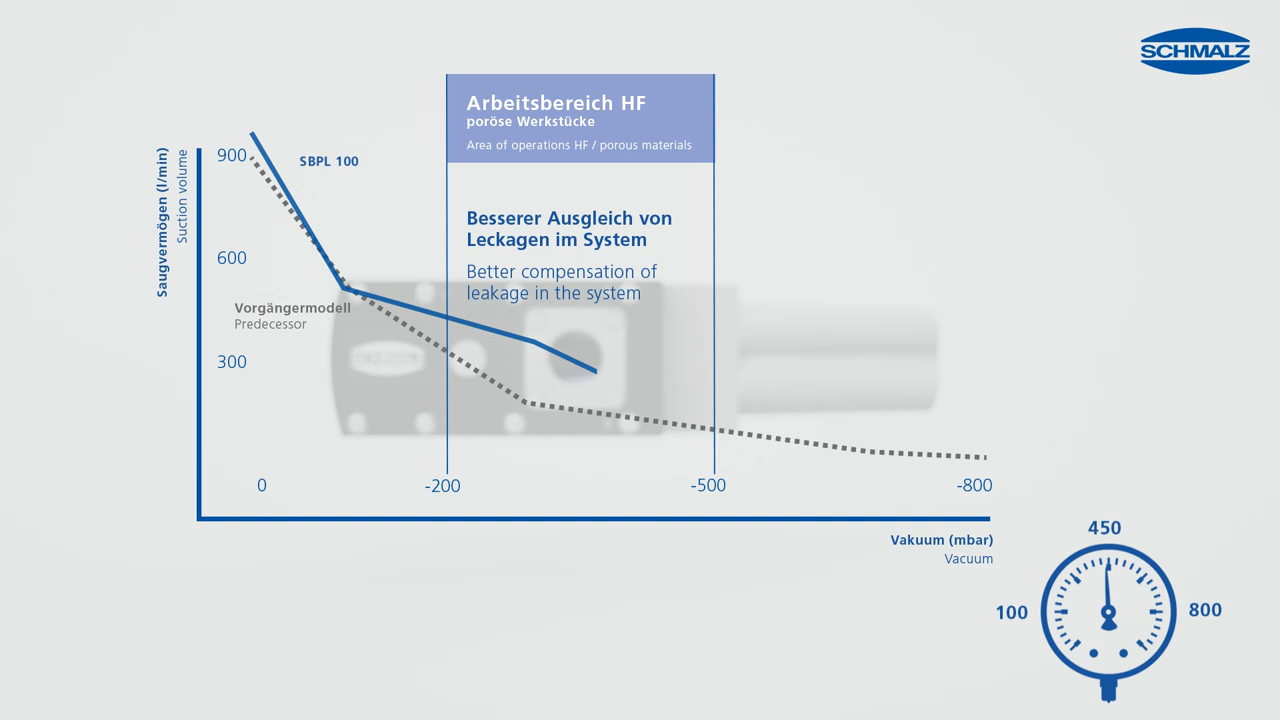 SCHMALZ
Arbeitsbereich HF
poröse Werkstücke
Area of operations HF / porous materials
Saugvermögen (l/min)
Suction volume
900
600
300
SBPL 100
Vorgängermodell
Predecessor
Besserer Ausgleich von
Leckagen im System
Better compensation of
leakage in the system
0
-200
-500
-800
Vakuum (mbar)
Vacuum
450
100
800